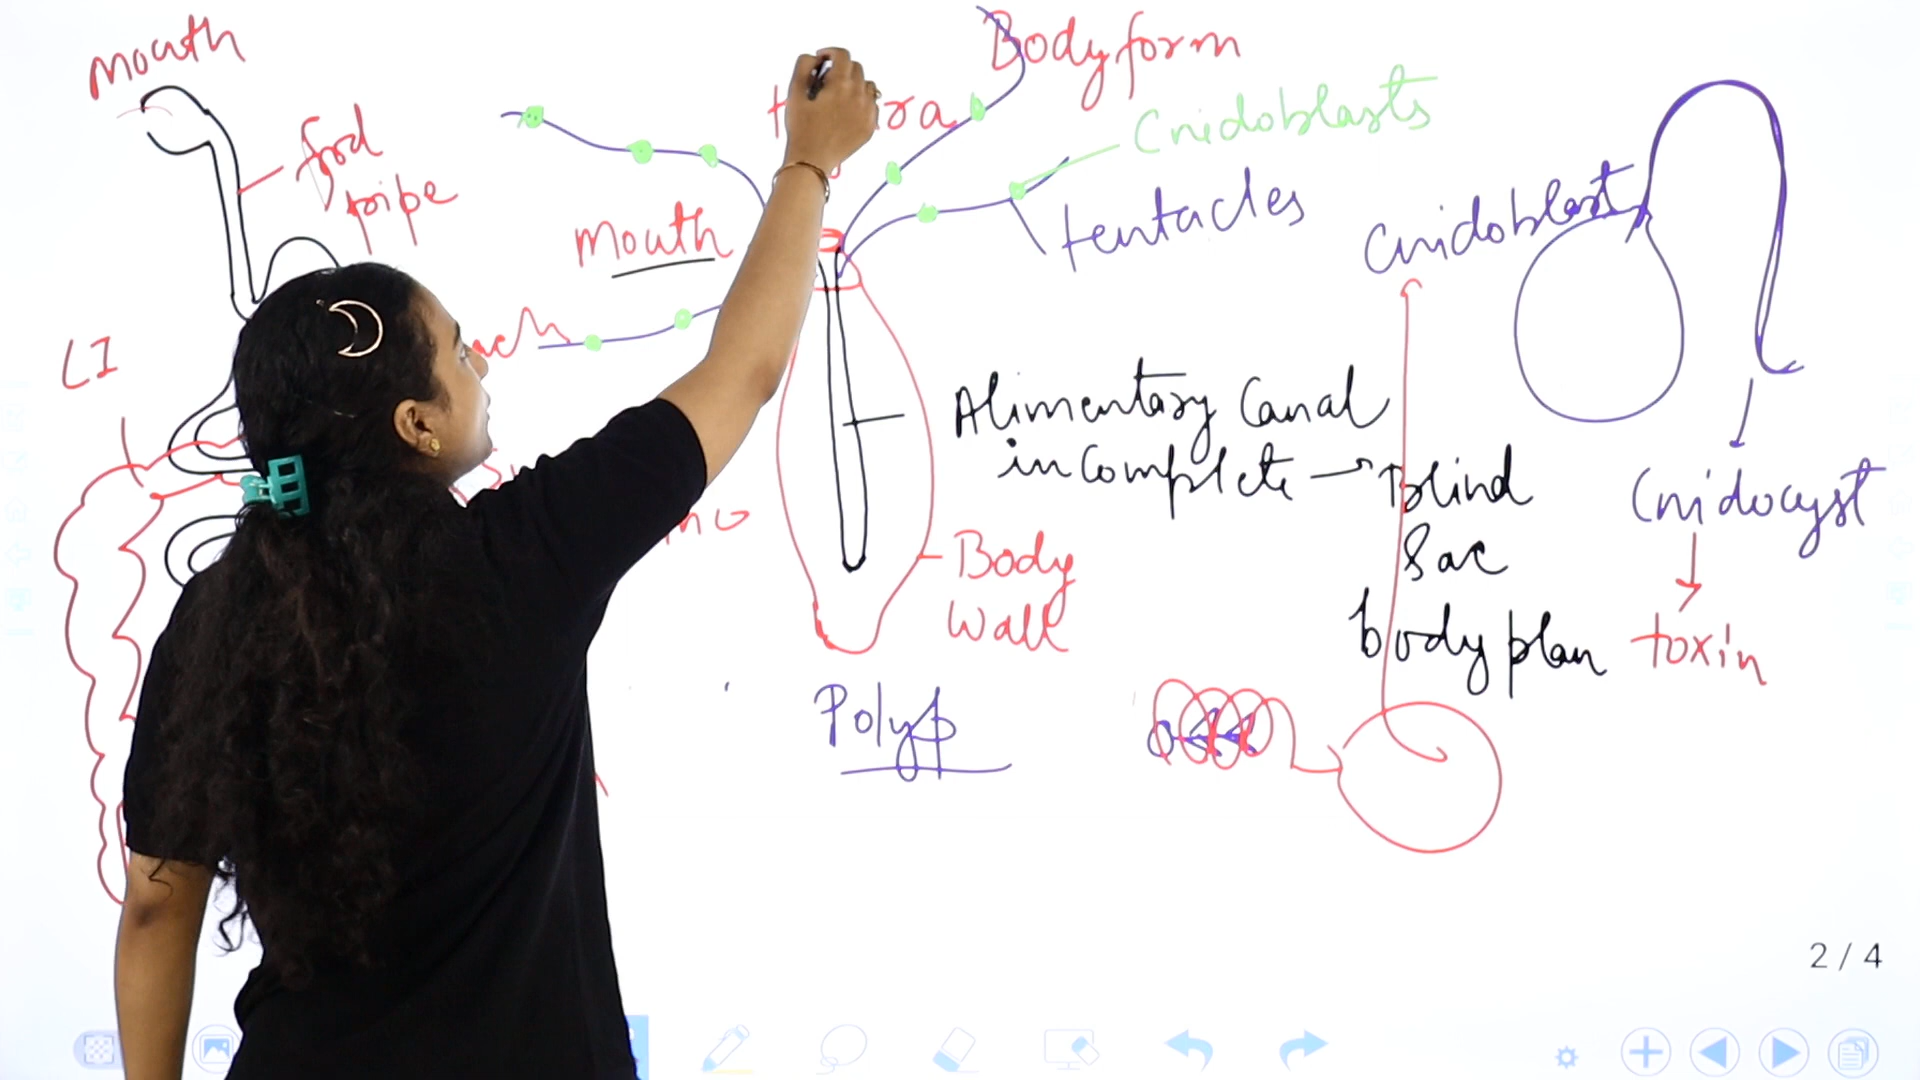 mouth
food
pipe
LI
mouth
Body form
Cnidoblasts
tentacles
Cnidoblast
Alimentary Canal
incomplete → Blind
Sac
body plan
Body
Wall
Polyp
Cnidocyst
toxin
2 / 4